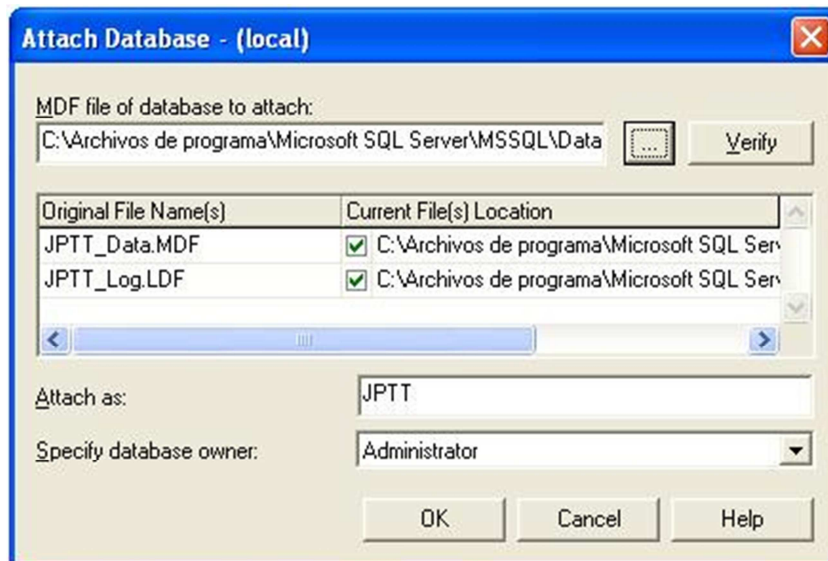 Attach Database - (local)
MDF file of database to attach:
C:\Archivos de programa\Microsoft SQL Server\MSSQL\Data
...
Verify
Original File Name(s) Current File(s) Location
JPTT_Data.MDF C:\Archivos de programa\Microsoft SQL Ser
JPTT_Log.LDF C:\Archivos de programa\Microsoft SQL Ser
Attach as: JPTT
Specify database owner: Administrator
OK Cancel Help